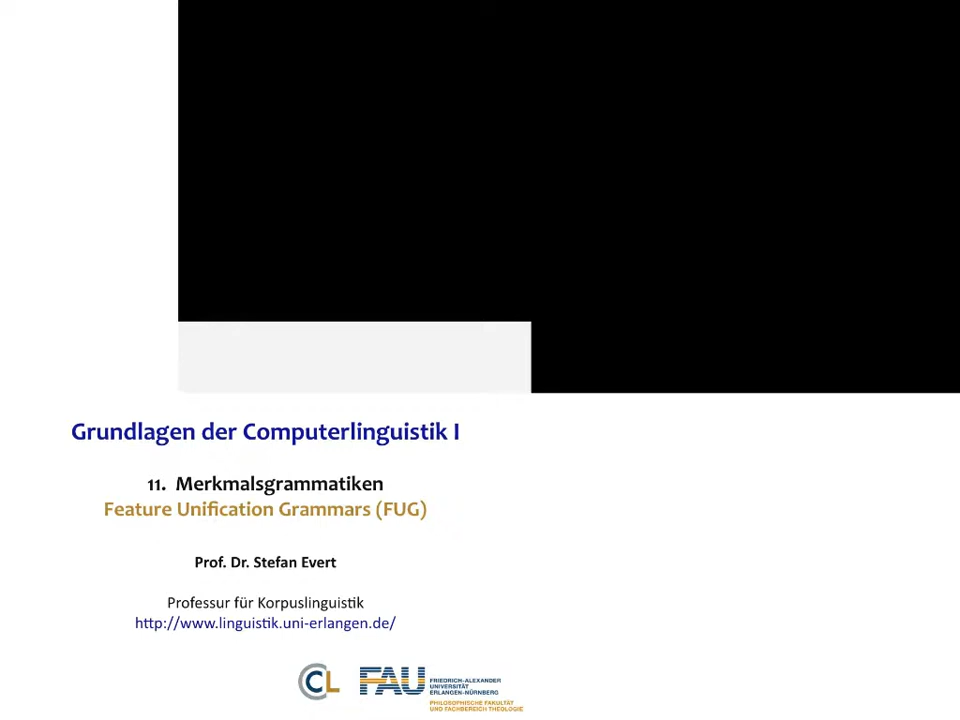 Grundlagen der Computerlinguistik I
11. Merkmalsgrammatiken
Feature Unification Grammars (FUG)
Prof. Dr. Stefan Evert
Professur für Korpuslinguistik
http://www.linguistik.uni-erlangen.de/
CL
FAU
FRIEDRICH-ALEXANDER
UNIVERSITÄT
ERLANGEN-NÜRNBERG
PHILOSOPHISCHE FAKULTÄT
UND FACHBEREICH THEOLOGIE